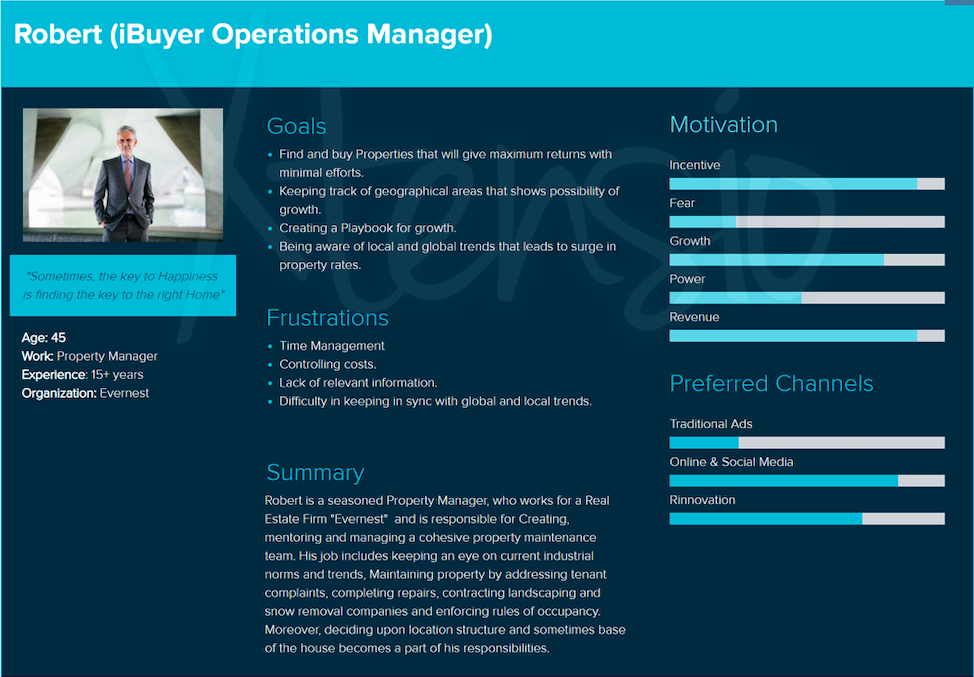 Robert (iBuyer Operations Manager)
"Sometimes, the key to Happiness
is finding the key to the right Home"
Age: 45
Work: Property Manager
Experience: 15+ years
Organization: Evernest
Goals
Find and buy Properties that will give maximum returns with
minimal efforts.
Keeping track of geographical areas that shows possibility of
growth.
Creating a Playbook for growth.
Being aware of local and global trends that leads to surge in
property rates.
Frustrations
Time Management
Controlling costs.
Lack of relevant information.
Difficulty in keeping in sync with global and local trends.
Summary
Robert is a seasoned Property Manager, who works for a Real
Estate Firm "Evernest" and is responsible for Creating,
mentoring and managing a cohesive property maintenance
team. His job includes keeping an eye on current industrial
norms and trends, Maintaining property by addressing tenant
complaints, completing repairs, contracting landscaping and
snow removal companies and enforcing rules of occupancy.
Moreover, deciding upon location structure and sometimes base
of the house becomes a part of his responsibilities.
Motivation
Incentive
Fear
Growth
Power
Revenue
Preferred Channels
Traditional Ads
Online & Social Media
Rinnovation
Xtensio